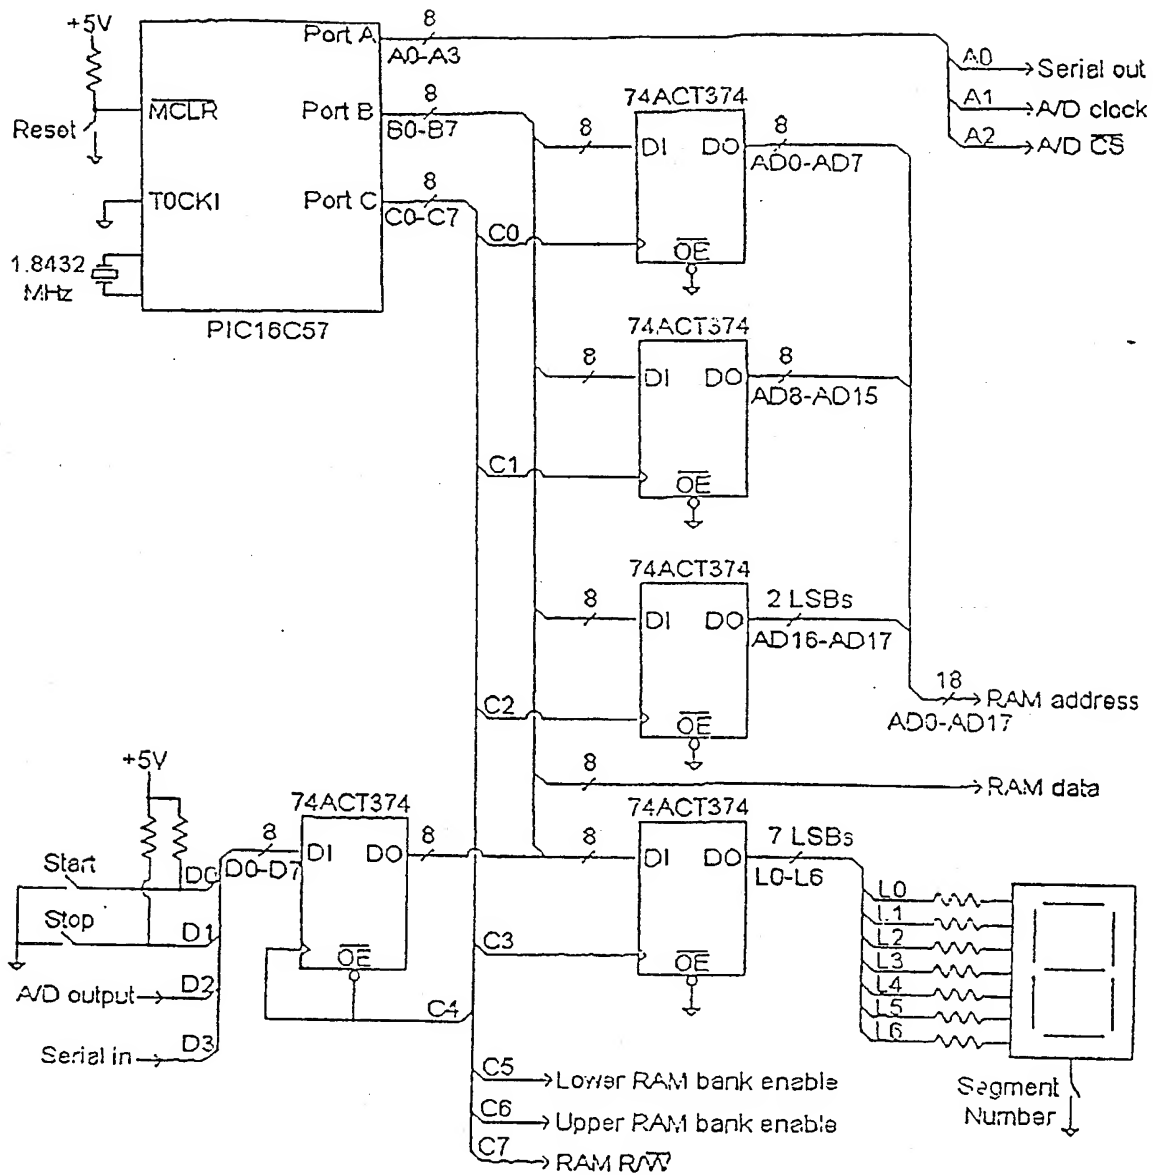 +5V
Reset
MCLR
T0CKI
1.8432
MHz
PIC16C57
Port A
8
A0-A3
Port B
8
B0-B7
Port C
8
C0-C7
A0
Serial out
A1
A/D clock
A2
A/D CS
74ACT374
8
DI
DO
8
AD0-AD7
C0
OE
74ACT374
8
DI
DO
8
AD8-AD15
C1
OE
74ACT374
8
DI
DO
2 LSBs
AD16-AD17
C2
OE
18
RAM address
AD0-AD17
8
RAM data
+5V
Start
D0
Stop
D1
A/D output
D2
Serial in
D3
8
D0-D7
74ACT374
DI
DO
8
OE
C4
74ACT374
8
DI
DO
7 LSBs
L0-L6
C3
OE
L0
L1
L2
L3
L4
L5
L6
Segment
Number
C5
Lower RAM bank enable
C6
Upper RAM bank enable
C7
RAM R/W